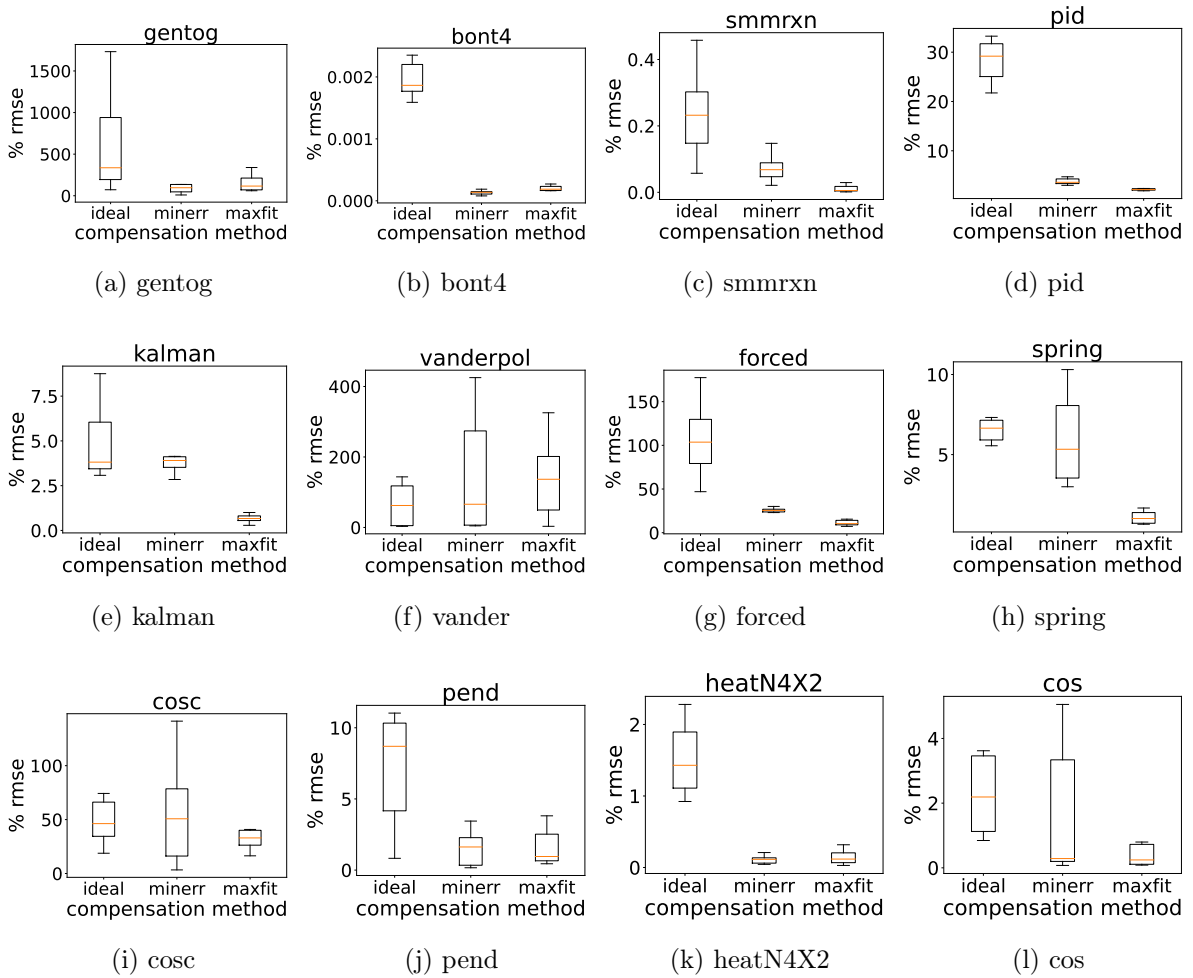 gentog
% rmse
1500
1000
500
0
ideal minerr maxfit
compensation method
(a) gentog
bont4
% rmse
0.002
0.001
0.000
ideal minerr maxfit
compensation method
(b) bont4
smmrxn
% rmse
0.4
0.2
0.0
ideal minerr maxfit
compensation method
(c) smmrxn
pid
% rmse
30
20
10
ideal minerr maxfit
compensation method
(d) pid
kalman
% rmse
7.5
5.0
2.5
0.0
ideal minerr maxfit
compensation method
(e) kalman
vanderpol
% rmse
400
200
0
ideal minerr maxfit
compensation method
(f) vander
forced
% rmse
150
100
50
0
ideal minerr maxfit
compensation method
(g) forced
spring
% rmse
10
5
ideal minerr maxfit
compensation method
(h) spring
cosc
% rmse
100
50
0
ideal minerr maxfit
compensation method
(i) cosc
pend
% rmse
10
5
0
ideal minerr maxfit
compensation method
(j) pend
heatN4X2
% rmse
2
1
0
ideal minerr maxfit
compensation method
(k) heatN4X2
cos
% rmse
4
2
0
ideal minerr maxfit
compensation method
(l) cos